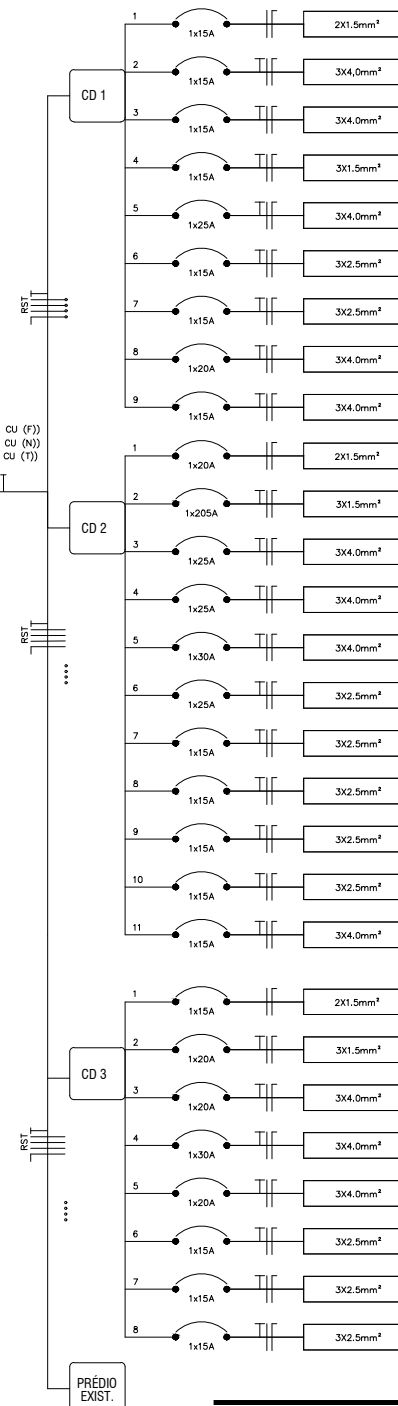 1
1x15A
2X1.5mm²
2
1x15A
3X4,0mm²
CD 1
3
1x15A
3X4.0mm²
4
1x15A
3X1.5mm²
5
1x25A
3X4.0mm²
6
1x15A
3X2.5mm²
RST
7
1x15A
3X2.5mm²
8
1x20A
3X4.0mm²
9
1x15A
3X4.0mm²
CU (F))
CU (N))
CU (T))
1
1x20A
2X1.5mm²
2
1x205A
3X1.5mm²
CD 2
3
1x25A
3X4.0mm²
4
1x25A
3X4.0mm²
RST
5
1x30A
3X4.0mm²
6
1x25A
3X2.5mm²
7
1x15A
3X2.5mm²
8
1x15A
3X2.5mm²
9
1x15A
3X2.5mm²
10
1x15A
3X2.5mm²
11
1x15A
3X4.0mm²
1
1x15A
2X1.5mm²
2
1x20A
3X1.5mm²
CD 3
3
1x20A
3X4.0mm²
RST
4
1x30A
3X4.0mm²
5
1x20A
3X4.0mm²
6
1x15A
3X2.5mm²
7
1x15A
3X2.5mm²
8
1x15A
3X2.5mm²
PRÉDIO
EXIST.